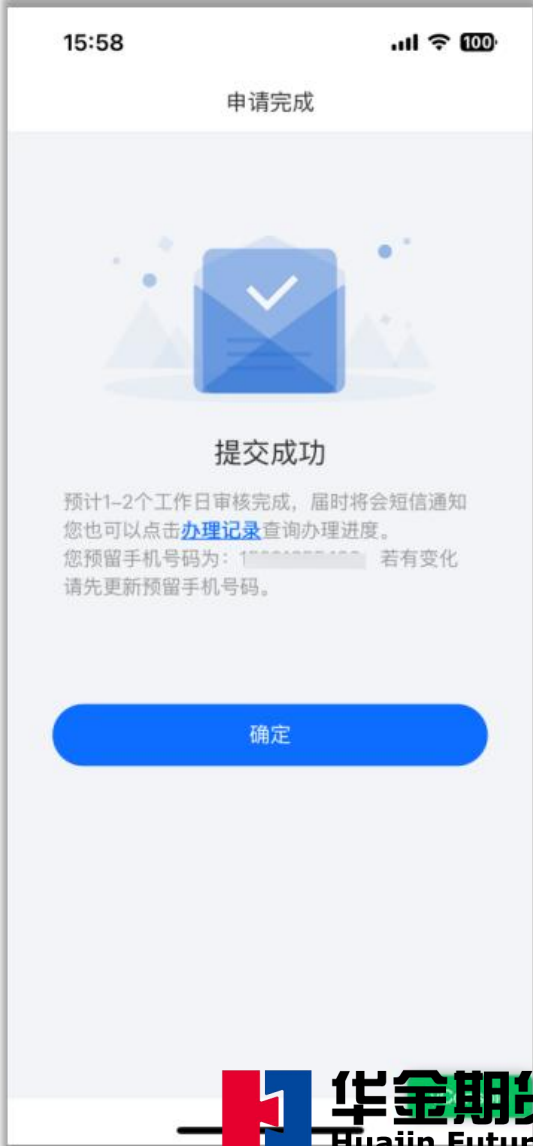 15:58
100
申请完成
提交成功
预计1-2个工作日审核完成，届时将会短信通知
您也可以点击办理记录查询办理进度。
您预留手机号码为：1 若有变化
请先更新预留手机号码。
确定
华金期货
Huajin Futur